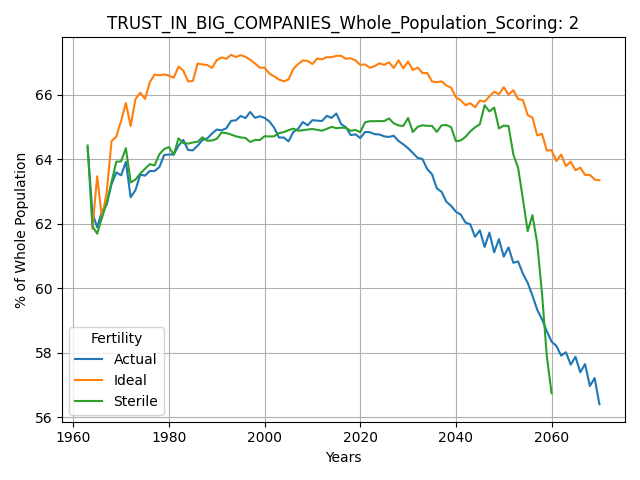 TRUST_IN_BIG_COMPANIES_Whole_Population_Scoring: 2
% of Whole Population
66
64
62
60
58
56
Fertility
Actual
Ideal
Sterile
1960 1980 2000 2020 2040 2060
Years